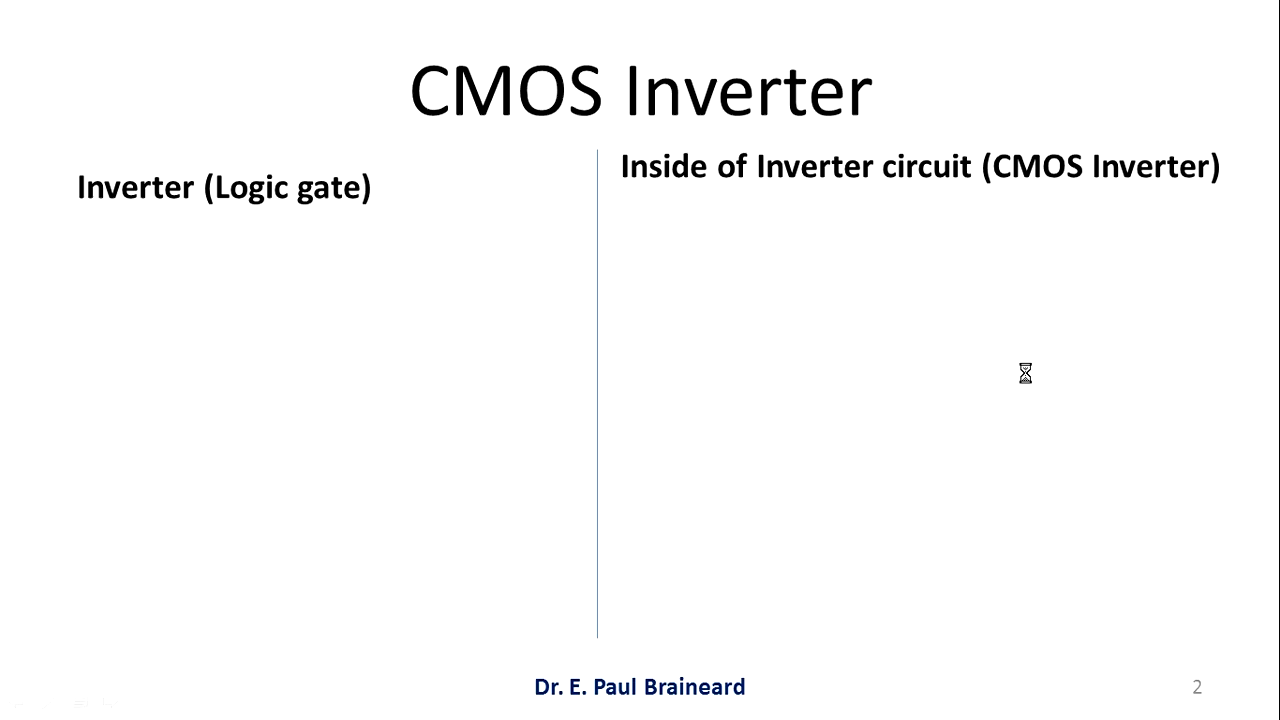 CMOS Inverter
Inverter (Logic gate)
Inside of Inverter circuit (CMOS Inverter)
Dr. E. Paul Braineard
2